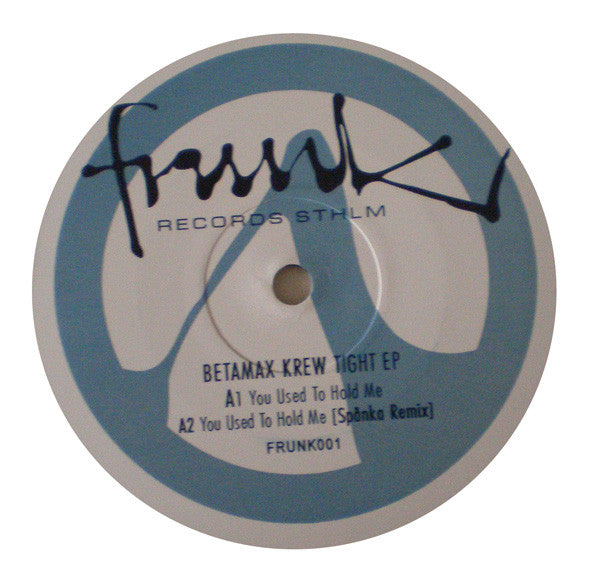 frunk
RECORDS STHLM
BETAMAX KREW TIGHT EP
A1 You Used To Hold Me
A2 You Used To Hold Me [Spånka Remix]
FRUNK001